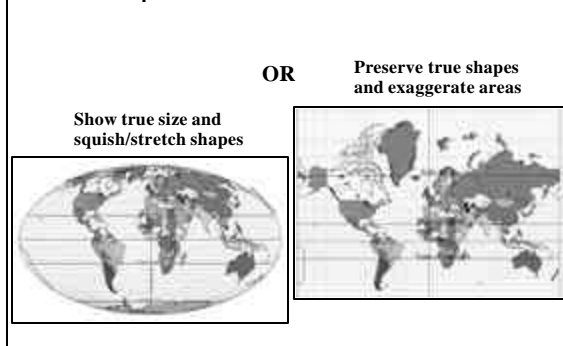 OR
Preserve true shapes
and exaggerate areas
Show true size and
squish/stretch shapes